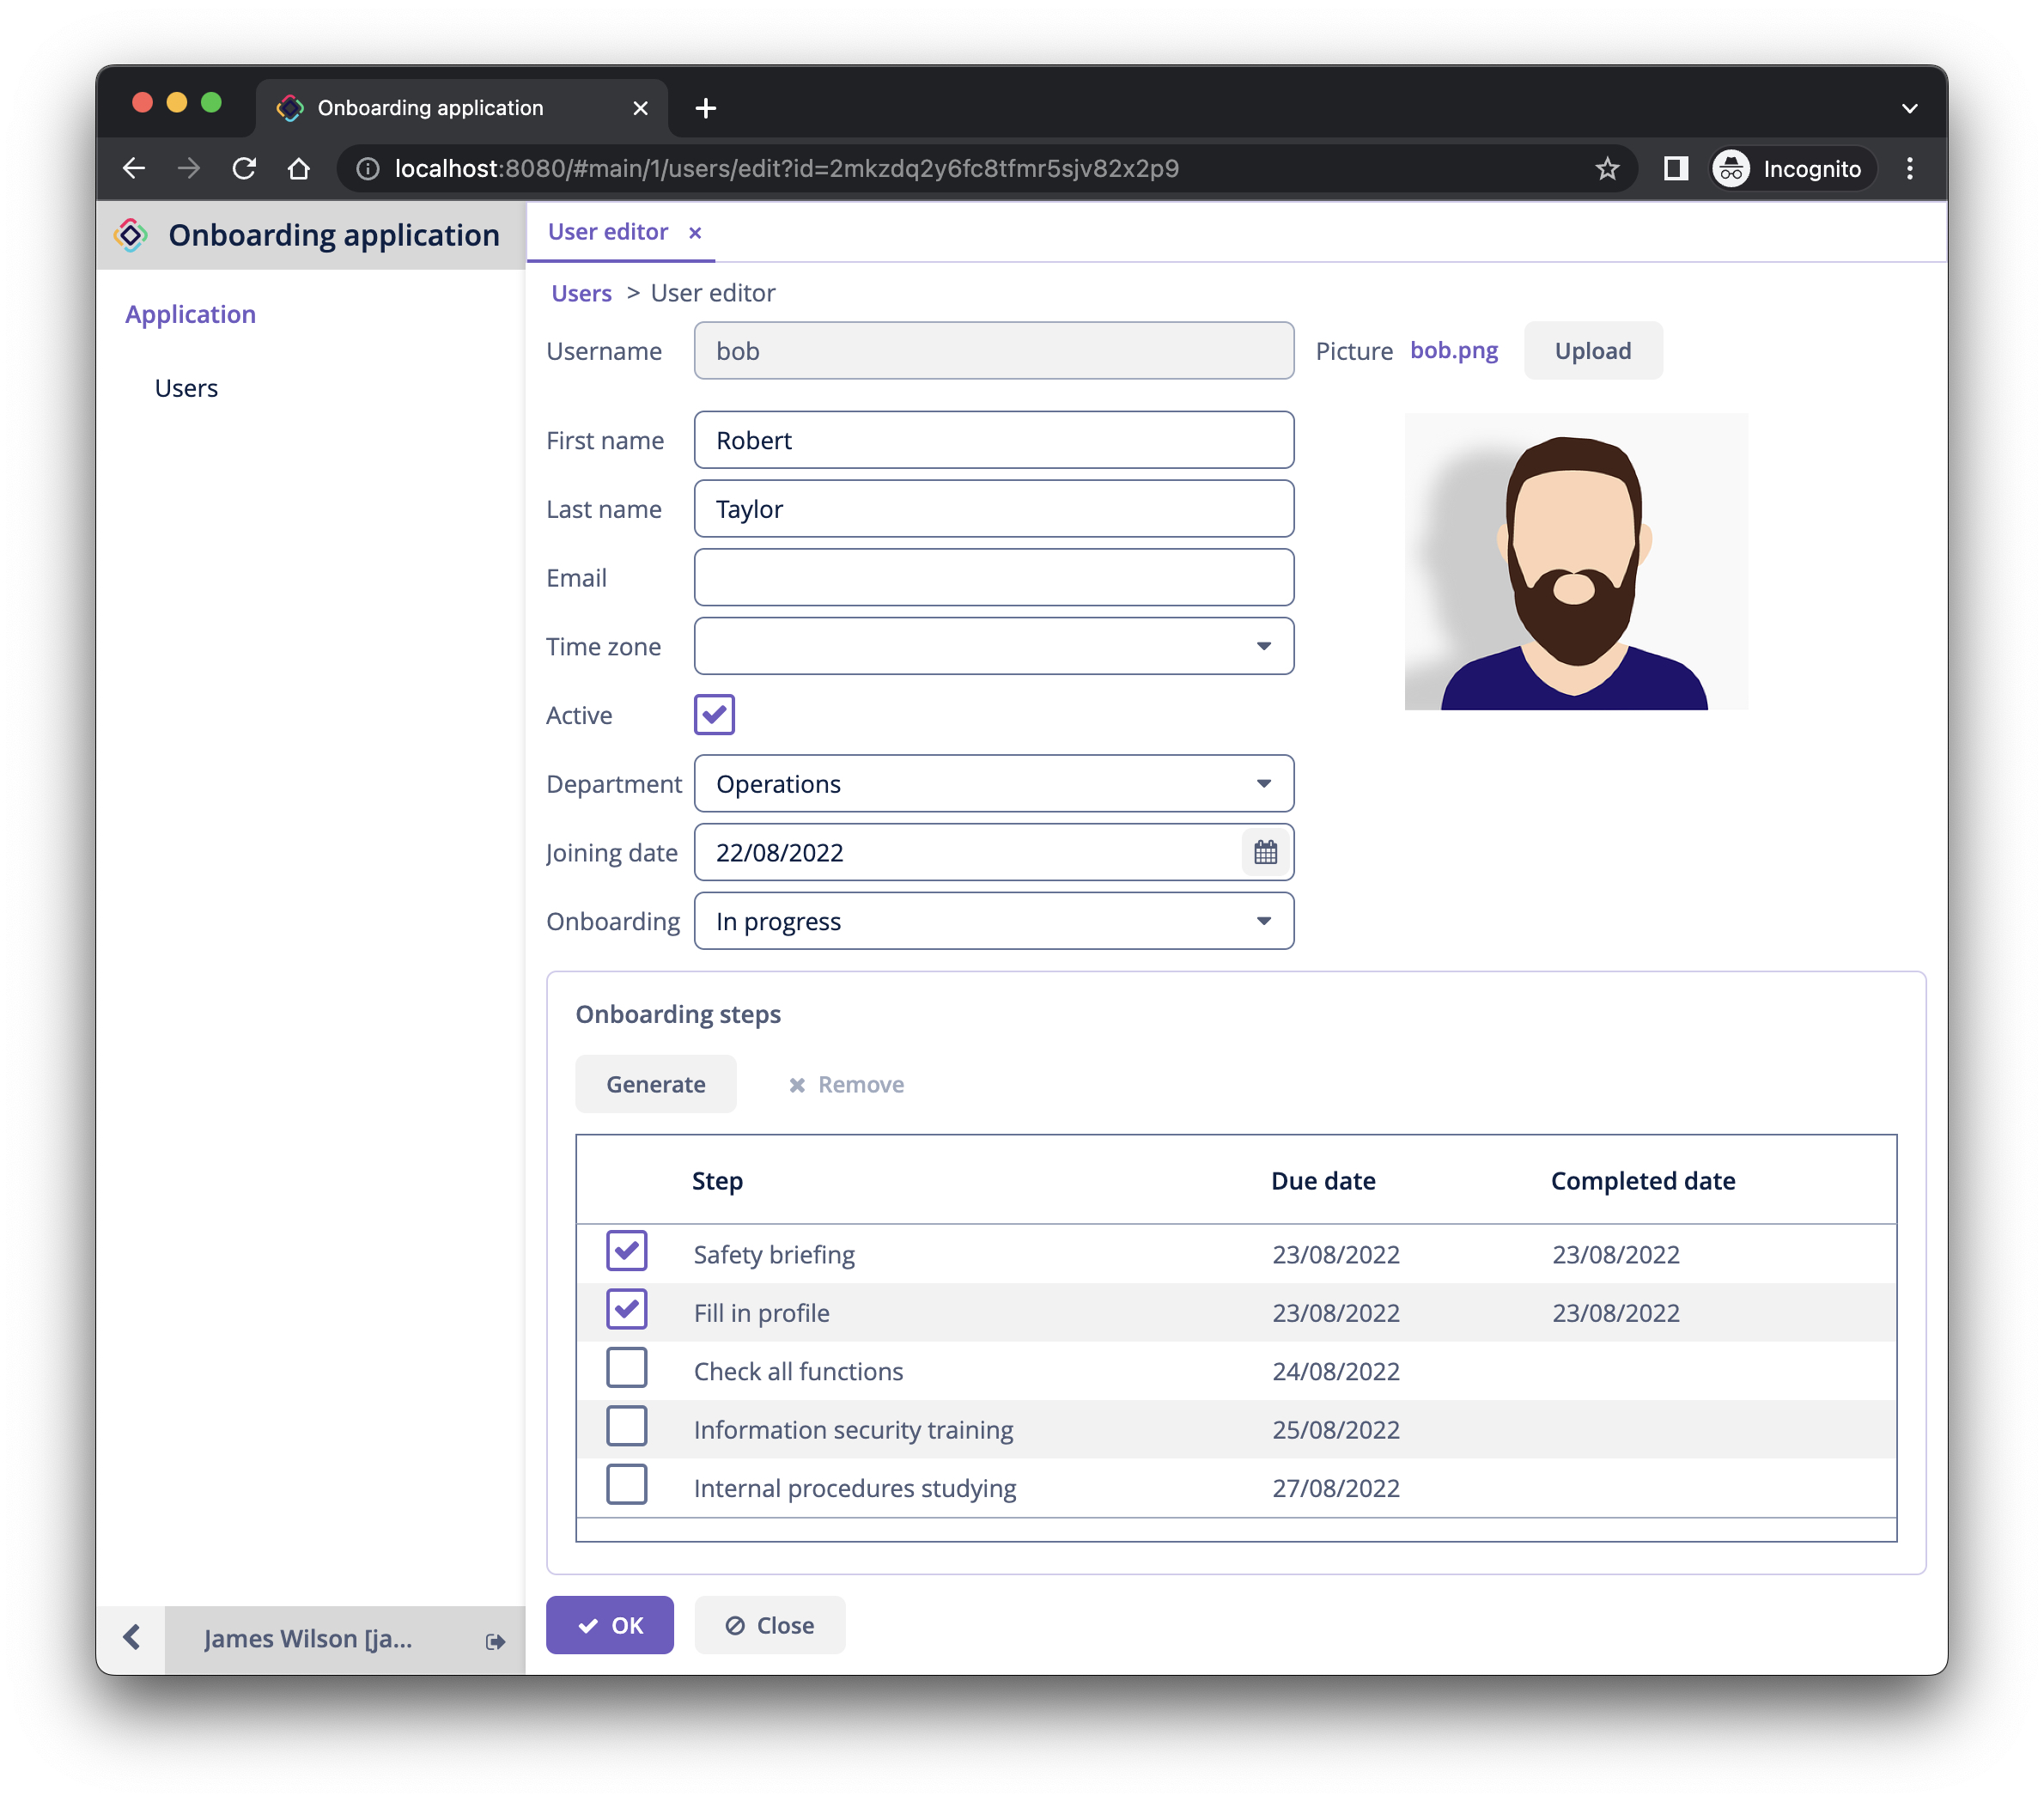 Onboarding application
localhost:8080/#main/1/users/edit?id=2mkzdq2y6fc8tfmr5sjv82x2p9
Incognito
Onboarding application
Application
Users
User editor
Users > User editor
Username bob Picture bob.png Upload
First name Robert
Last name Taylor
Email
Time zone
Active
Department Operations
Joining date 22/08/2022
Onboarding In progress
Onboarding steps
Generate Remove
Step Due date Completed date
Safety briefing 23/08/2022 23/08/2022
Fill in profile 23/08/2022 23/08/2022
Check all functions 24/08/2022
Information security training 25/08/2022
Internal procedures studying 27/08/2022
OK Close
James Wilson [ja...